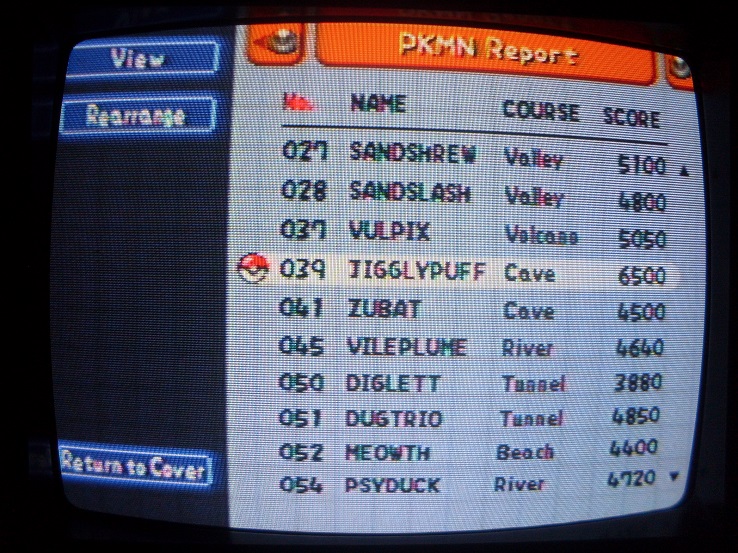 View
Rearrange
Return to Cover
PKMN Report
No. NAME COURSE SCORE
027 SANDSHREW Valley 5100
028 SANDSLASH Valley 4800
037 VULPIX Volcano 5050
039 JIGGLYPUFF Cave 6500
041 ZUBAT Cave 4500
045 VILEPLUME River 4640
050 DIGLETT Tunnel 3880
051 DUGTRIO Tunnel 4850
052 MEOWTH Beach 4400
054 PSYDUCK River 4720